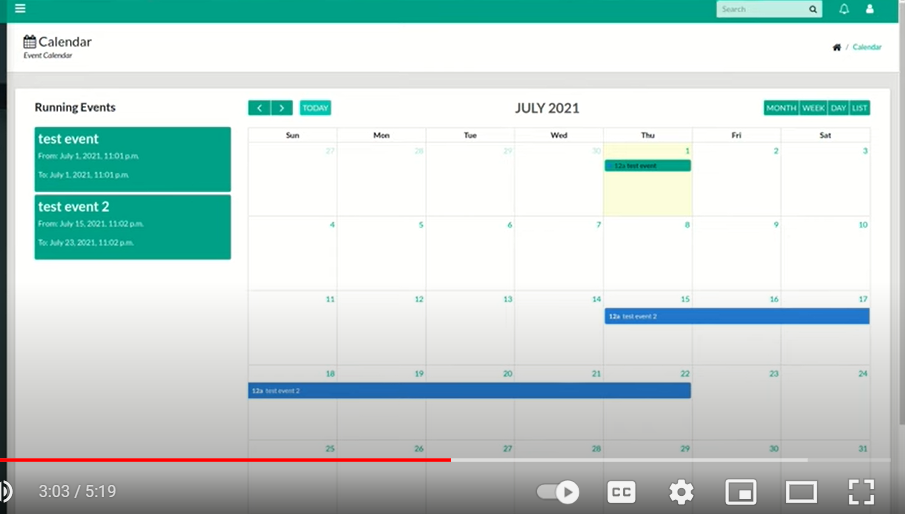 Search
Calendar
Event Calendar
/ Calendar
Running Events
test event
From: July 1, 2021, 11:01 p.m.
To: July 1, 2021, 11:01 p.m.
test event 2
From: July 15, 2021, 11:02 p.m.
To: July 23, 2021, 11:02 p.m.
< > TODAY
JULY 2021
MONTH WEEK DAY LIST
Sun Mon Tue Wed Thu Fri Sat
27 28 29 30 1 2 3
12a test event
4 5 6 7 8 9 10
11 12 13 14 15 16 17
12a test event 2
18 19 20 21 22 23 24
12a test event 2
25 26 27 28 29 30 31
3:03 / 5:19
CC